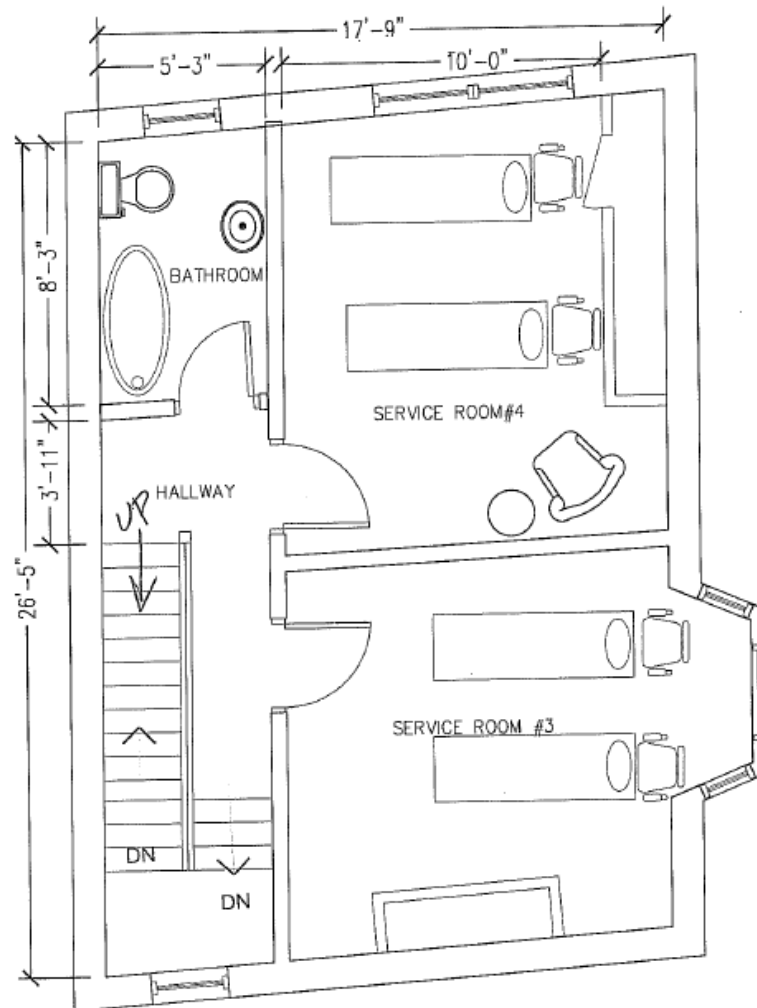 17'-9"
5'-3"
10'-0"
8'-3"
BATHROOM
SERVICE ROOM#4
3'-11"
HALLWAY
UP
26'-5"
SERVICE ROOM #3
DN
DN